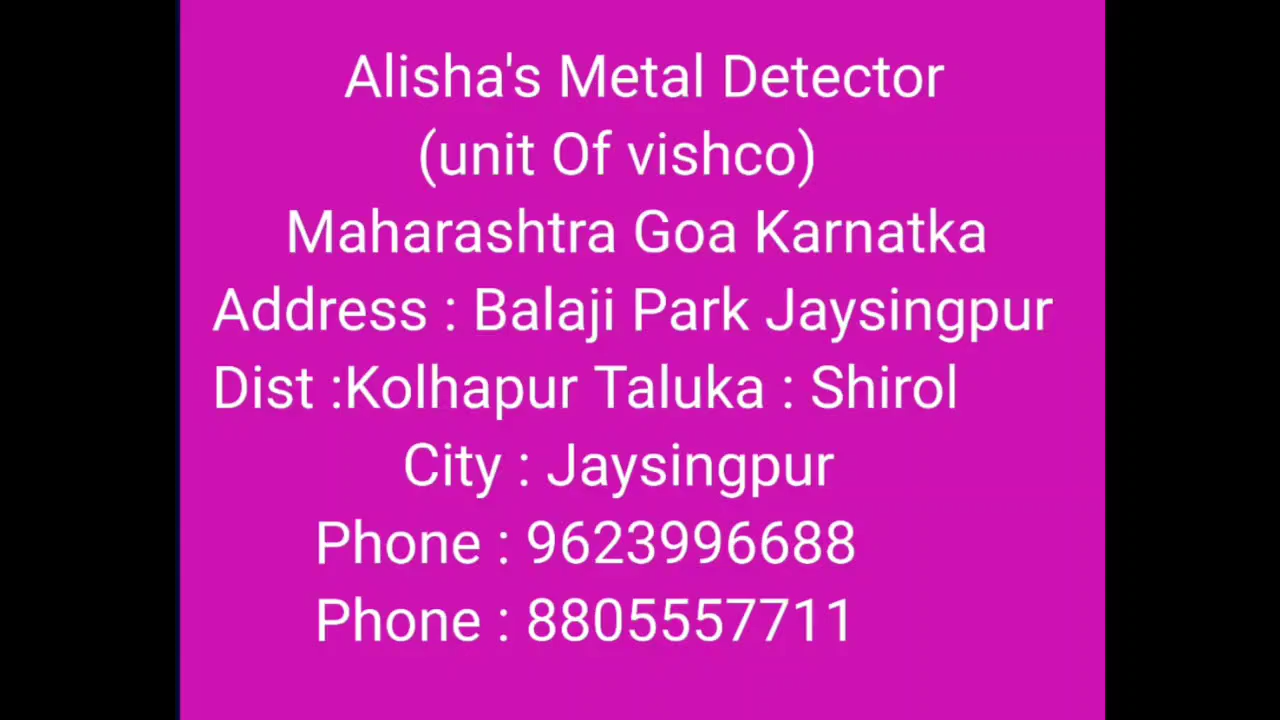 Alisha's Metal Detector
(unit Of vishco)
Maharashtra Goa Karnatka
Address : Balaji Park Jaysingpur
Dist :Kolhapur Taluka : Shirol
City : Jaysingpur
Phone : 9623996688
Phone : 8805557711